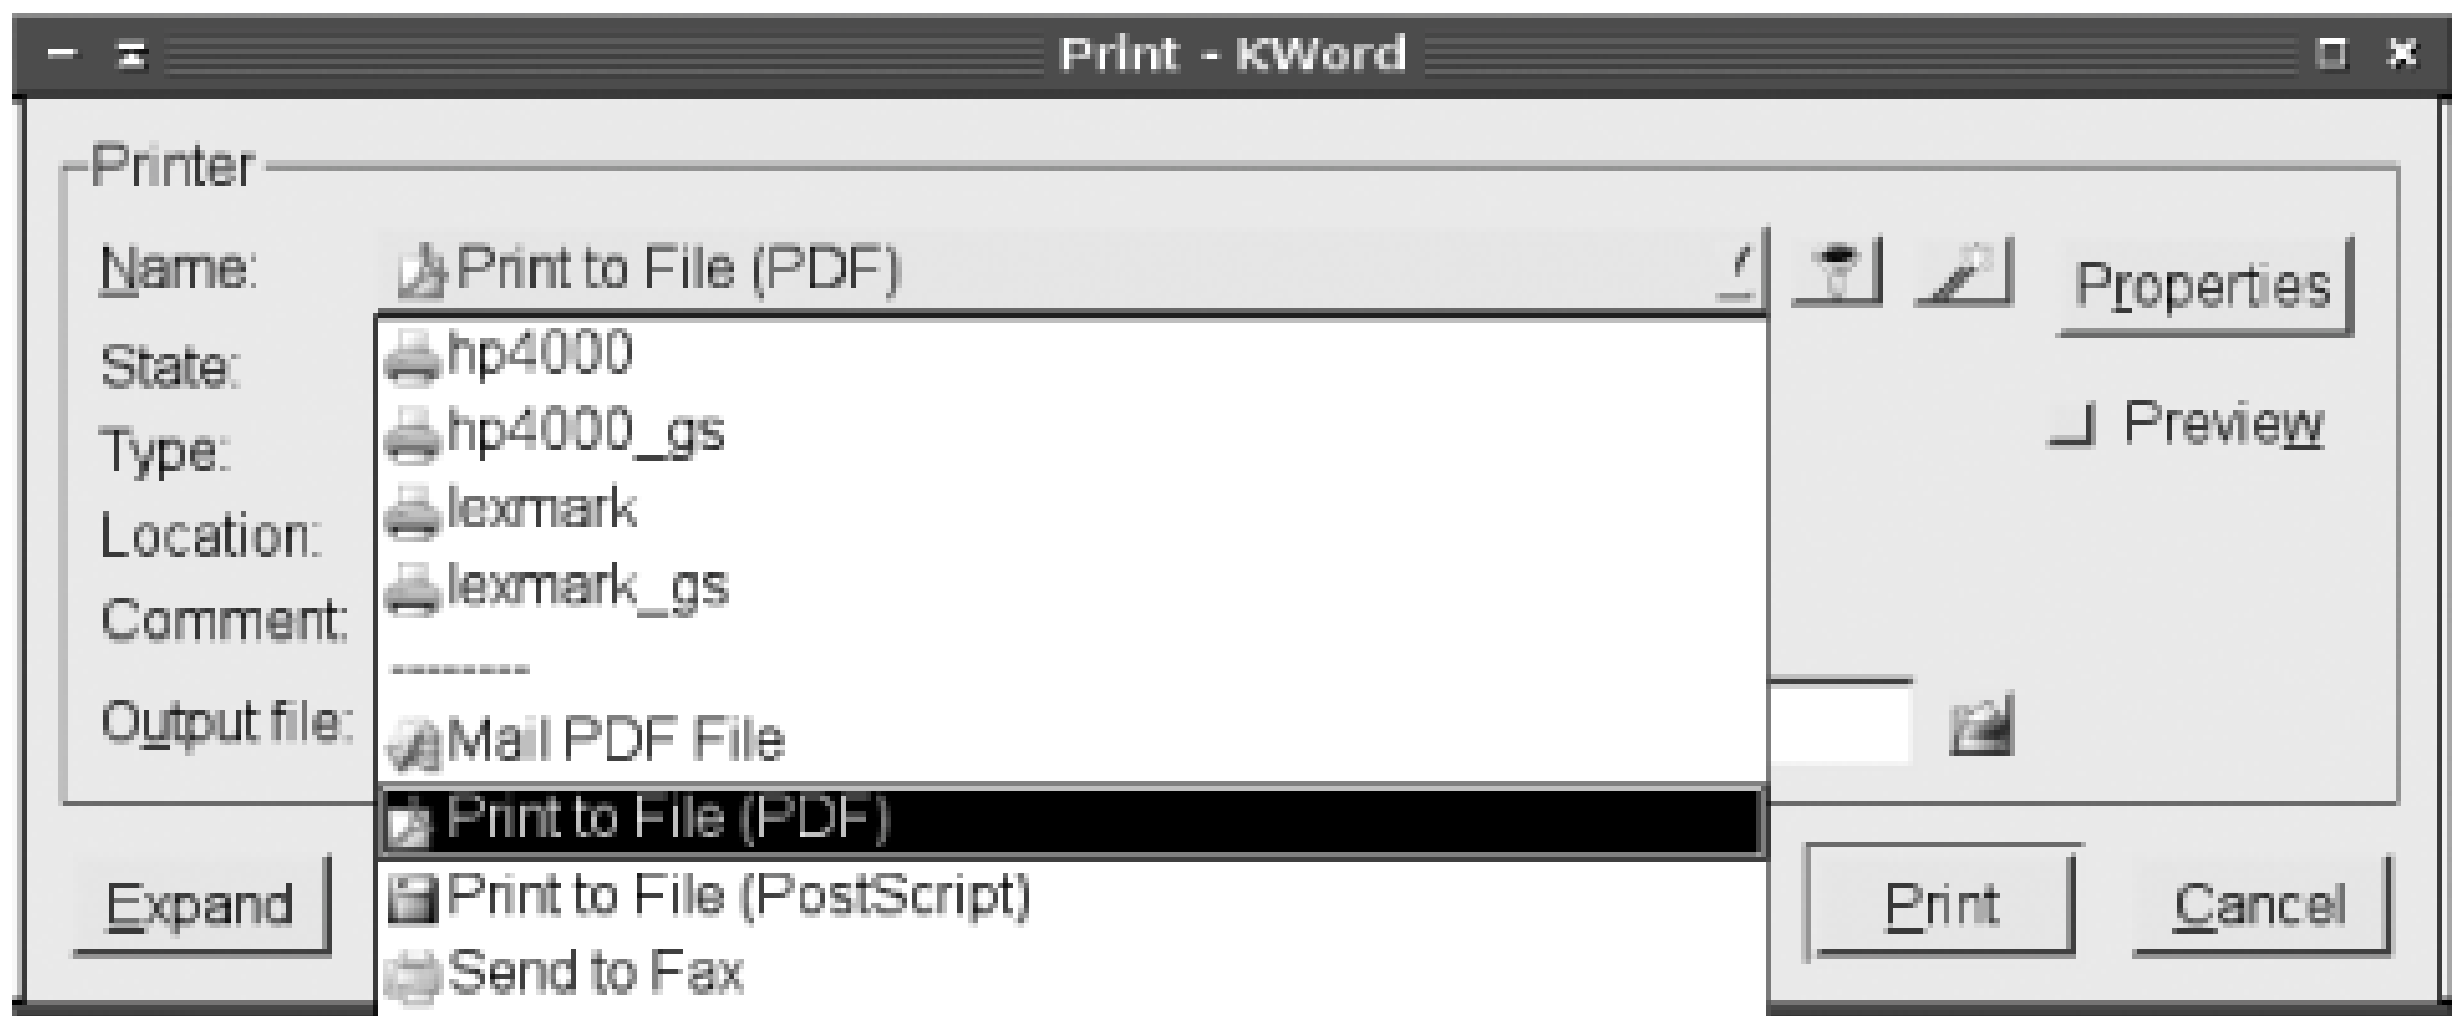 Print - KWord
Printer
Name: Print to File (PDF) Properties
State: hp4000
Type: hp4000_gs Preview
Location: lexmark
lexmark_gs
Comment:
--------
Output file: Mail PDF File
Print to File (PDF)
Expand Print to File (PostScript) Print Cancel
Send to Fax